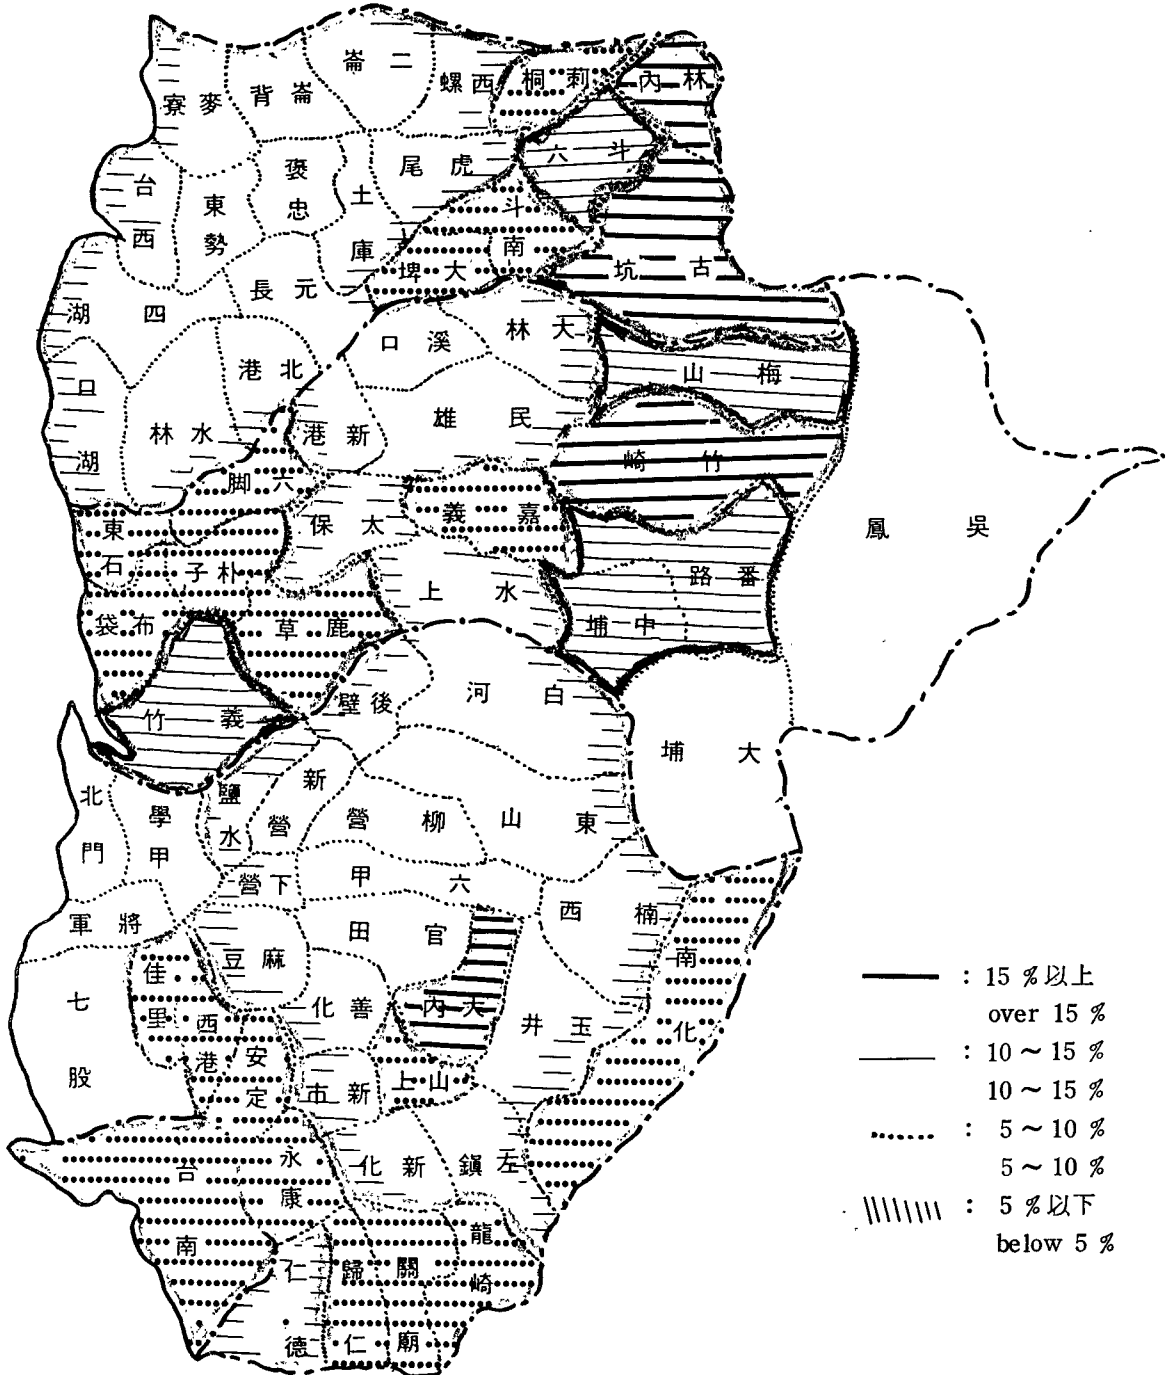 崙 二
螺 西
桐 莿
內 林
寮 麥
背 崙
六 斗
台 西
東 勢
褒 忠
土 庫
尾 虎
斗 南
埤 大
坑 古
湖 四
長 元
口 溪
林 大
山 梅
口 湖
林 水
港 北
港 新
雄 民
崎 竹
脚 六
保 太
義 嘉
東 石
子 朴
鳳 吳
路 番
袋 布
草 鹿
上 水
埔 中
竹 義
壁 後
河 白
埔 大
北 門
學 甲
鹽 水
新 營
營 柳
山 東
營 下
甲 六
西 楠
軍 將
豆 麻
田 官
南 化
七 股
佳 里
西 港
安 定
化 善
內 大
井 玉
市 新
上 山
台 南
永 康
化 新
鎮 左
仁 德
歸 仁
關 廟
龍 崎
: 15 % 以上
over 15 %
: 10 ~ 15 %
10 ~ 15 %
: 5 ~ 10 %
5 ~ 10 %
: 5 % 以下
below 5 %